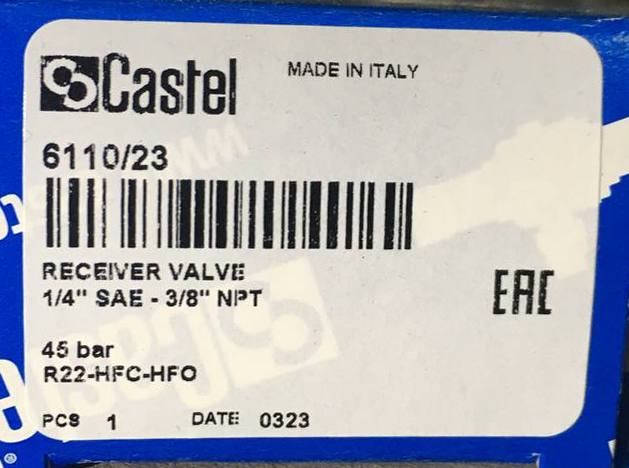 Castel
MADE IN ITALY
6110/23
RECEIVER VALVE
1/4" SAE - 3/8" NPT
EAC
45 bar
R22-HFC-HFO
PCS 1 DATE: 0323
®